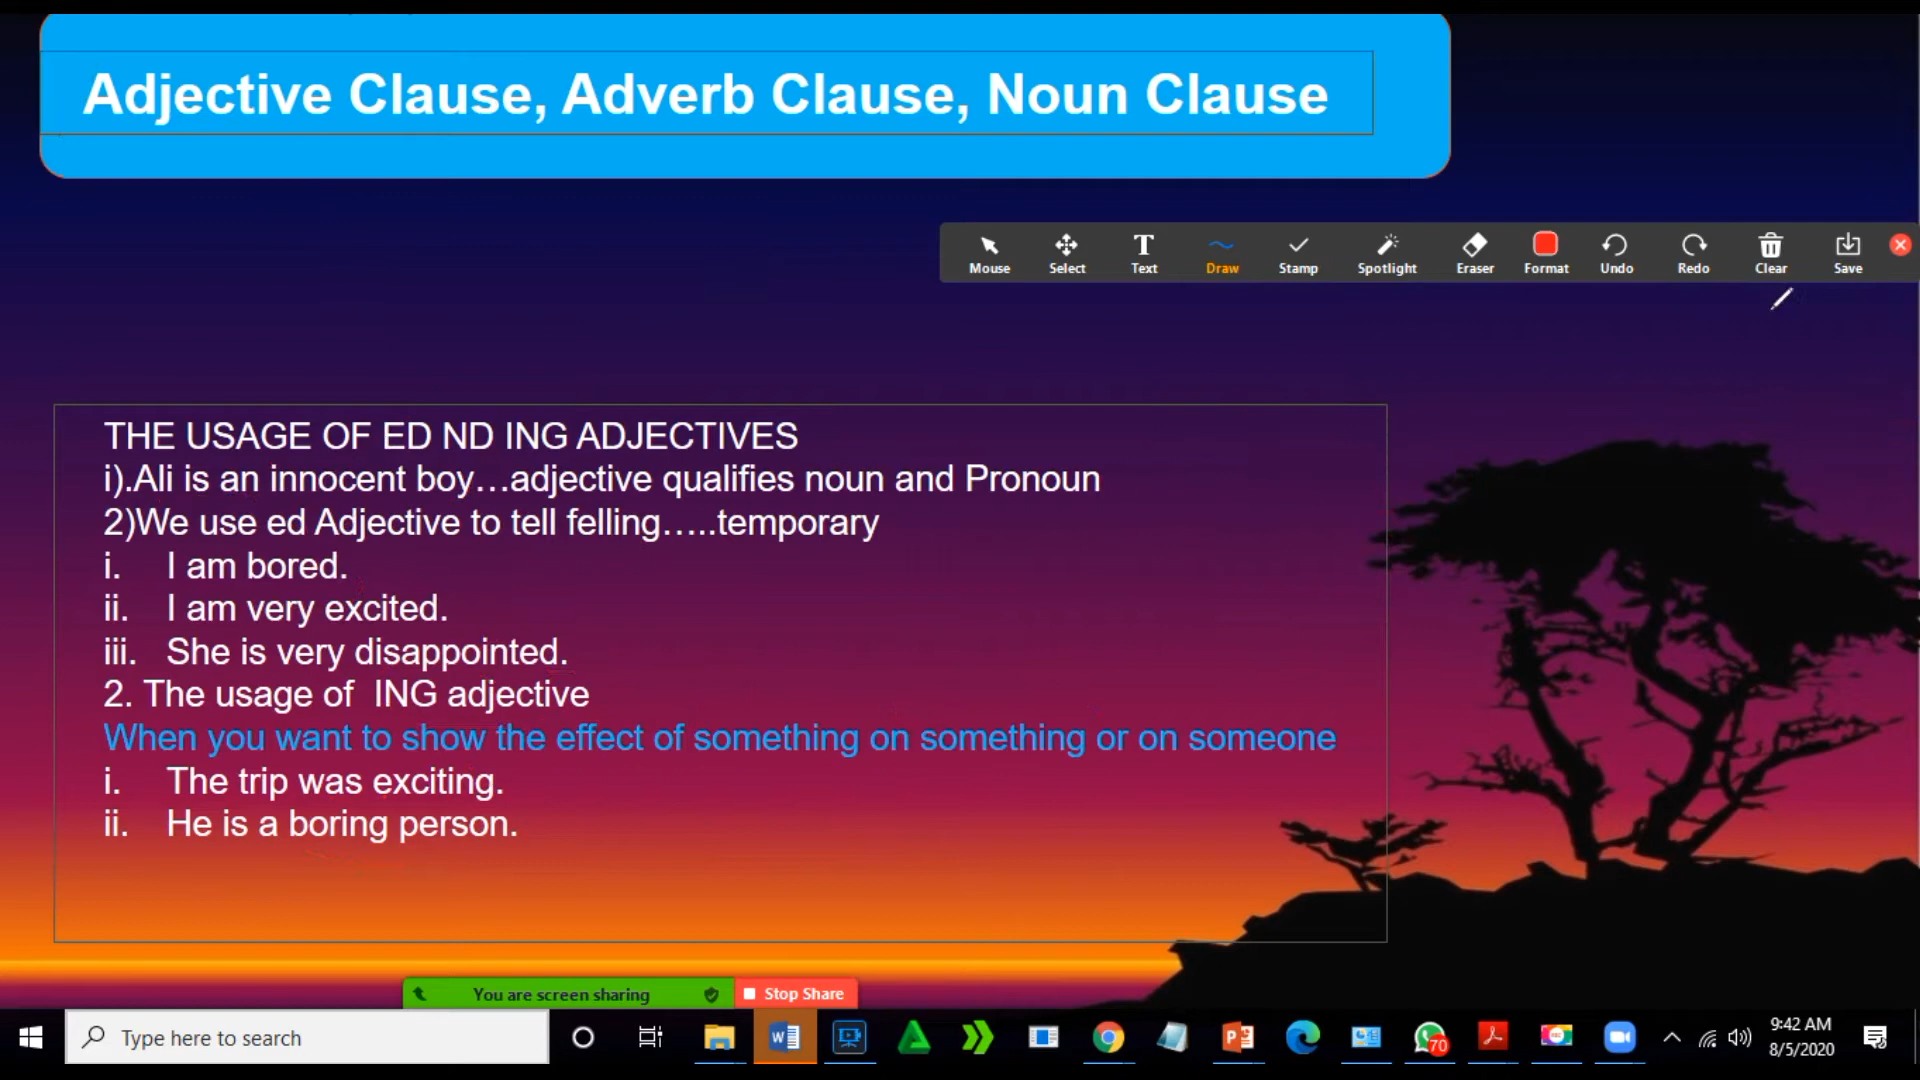 Adjective Clause, Adverb Clause, Noun Clause
Mouse Select Text Draw Stamp Spotlight Eraser Format Undo Redo Clear Save
THE USAGE OF ED ND ING ADJECTIVES
i).Ali is an innocent boy…adjective qualifies noun and Pronoun
2)We use ed Adjective to tell felling…..temporary
i. I am bored.
ii. I am very excited.
iii. She is very disappointed.
2. The usage of ING adjective
When you want to show the effect of something on something or on someone
i. The trip was exciting.
ii. He is a boring person.
You are screen sharing Stop Share
Type here to search
70
9:42 AM
8/5/2020